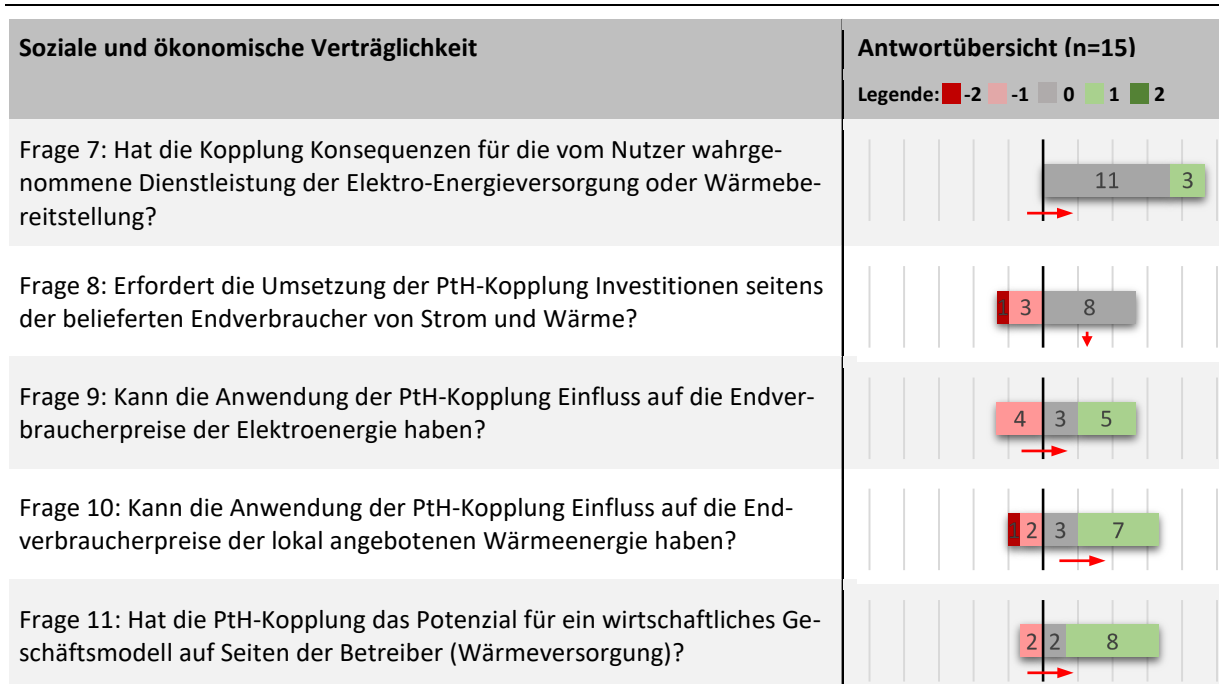 Soziale und ökonomische Verträglichkeit
Antwortübersicht (n=15)
Legende: -2 -1 0 1 2
Frage 7: Hat die Kopplung Konsequenzen für die vom Nutzer wahrge-
nommene Dienstleistung der Elektro-Energieversorgung oder Wärmebe-
reitstellung?
11 3
Frage 8: Erfordert die Umsetzung der PtH-Kopplung Investitionen seitens
der belieferten Endverbraucher von Strom und Wärme?
1 3 8
Frage 9: Kann die Anwendung der PtH-Kopplung Einfluss auf die Endver-
braucherpreise der Elektroenergie haben?
4 3 5
Frage 10: Kann die Anwendung der PtH-Kopplung Einfluss auf die End-
verbraucherpreise der lokal angebotenen Wärmeenergie haben?
1 2 3 7
Frage 11: Hat die PtH-Kopplung das Potenzial für ein wirtschaftliches Ge-
schäftsmodell auf Seiten der Betreiber (Wärmeversorgung)?
2 2 8